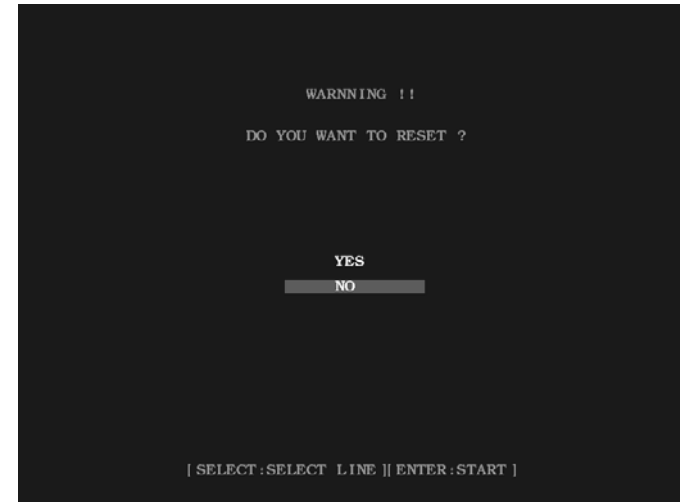 WARNNING !!
DO YOU WANT TO RESET ?
YES
NO
[ SELECT:SELECT LINE ][ ENTER:START ]